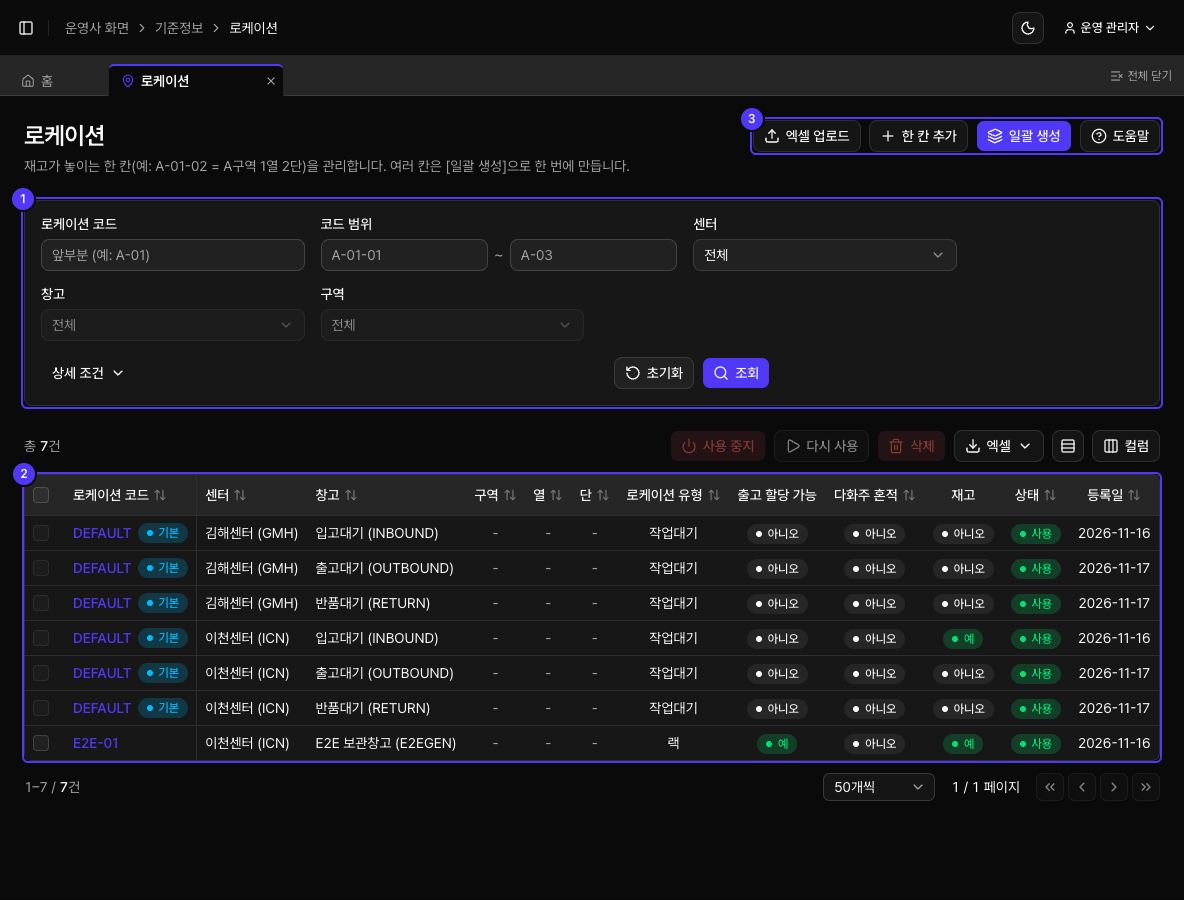 운영사 화면 > 기준정보 > 로케이션
운영 관리자
홈
로케이션
전체 닫기
로케이션
재고가 놓이는 한 칸(예: A-01-02 = A구역 1열 2단)을 관리합니다. 여러 칸은 [일괄 생성]으로 한 번에 만듭니다.
3
엑셀 업로드 한 칸 추가 일괄 생성 도움말
1
로케이션 코드 코드 범위 센터
앞부분 (예: A-01) A-01-01 ~ A-03 전체
창고 구역
전체 전체
상세 조건 초기화 조회
총 7건 사용 중지 다시 사용 삭제 엑셀 컬럼
2
로케이션 코드 센터 창고 구역 열 단 로케이션 유형 출고 할당 가능 다화주 혼적 재고 상태 등록일
DEFAULT 기본 김해센터 (GMH) 입고대기 (INBOUND) - - - 작업대기 아니오 아니오 아니오 사용 2026-11-16
DEFAULT 기본 김해센터 (GMH) 출고대기 (OUTBOUND) - - - 작업대기 아니오 아니오 아니오 사용 2026-11-17
DEFAULT 기본 김해센터 (GMH) 반품대기 (RETURN) - - - 작업대기 아니오 아니오 아니오 사용 2026-11-17
DEFAULT 기본 이천센터 (ICN) 입고대기 (INBOUND) - - - 작업대기 아니오 아니오 예 사용 2026-11-16
DEFAULT 기본 이천센터 (ICN) 출고대기 (OUTBOUND) - - - 작업대기 아니오 아니오 아니오 사용 2026-11-17
DEFAULT 기본 이천센터 (ICN) 반품대기 (RETURN) - - - 작업대기 아니오 아니오 아니오 사용 2026-11-17
E2E-01 이천센터 (ICN) E2E 보관창고 (E2EGEN) - - - 랙 예 아니오 예 사용 2026-11-16
1–7 / 7건 50개씩 1 / 1 페이지